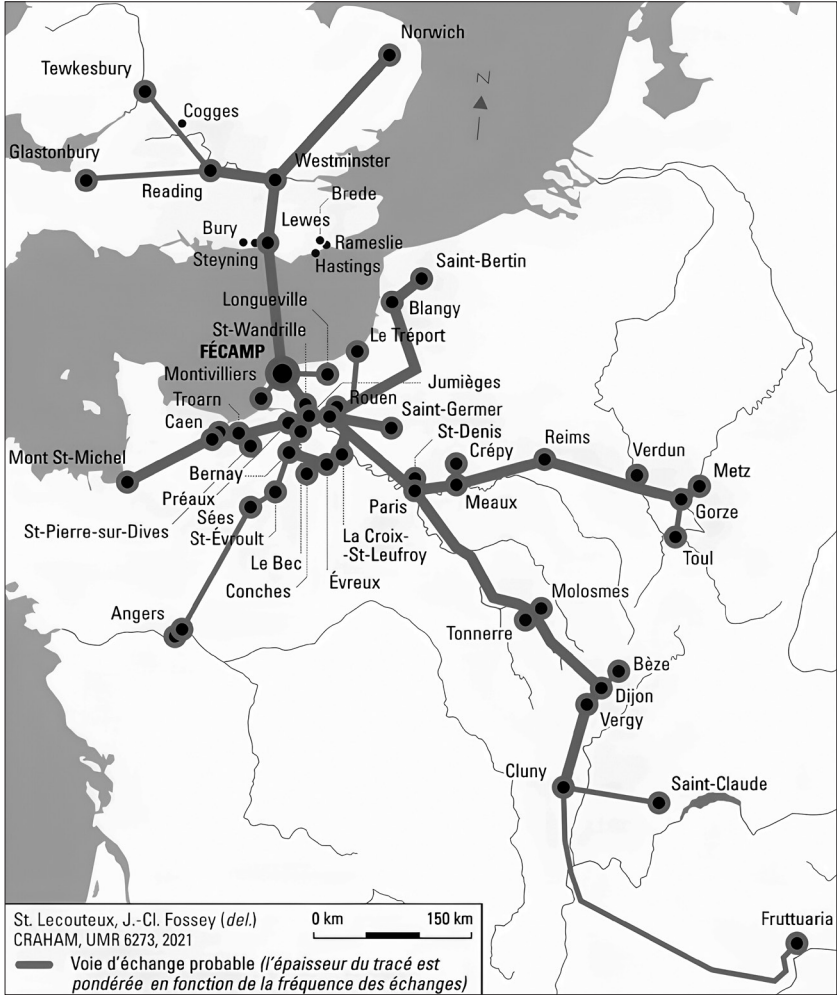 Norwich
Tewkesbury
N
Cogges
Glastonbury
Westminster
Reading
Brede
Bury
Lewes
Rameslie
Steyning
Hastings
Saint-Bertin
Longueville
Blangy
St-Wandrille
Le Tréport
FÉCAMP
Montivilliers
Jumièges
Troarn
Rouen
Saint-Germer
Caen
St-Denis
Crépy
Reims
Verdun
Mont St-Michel
Metz
Bernay
Préaux
Paris
Meaux
Gorze
Sées
St-Pierre-sur-Dives
St-Évroult
La Croix-
-St-Leufroy
Toul
Le Bec
Conches
Évreux
Molosmes
Angers
Tonnerre
Bèze
Dijon
Vergy
Cluny
Saint-Claude
Fruttuaria
St. Lecouteux, J.-Cl. Fossey (del.)
CRAHAM, UMR 6273, 2021
0 km 150 km
Voie d'échange probable (l'épaisseur du tracé est
pondérée en fonction de la fréquence des échanges)